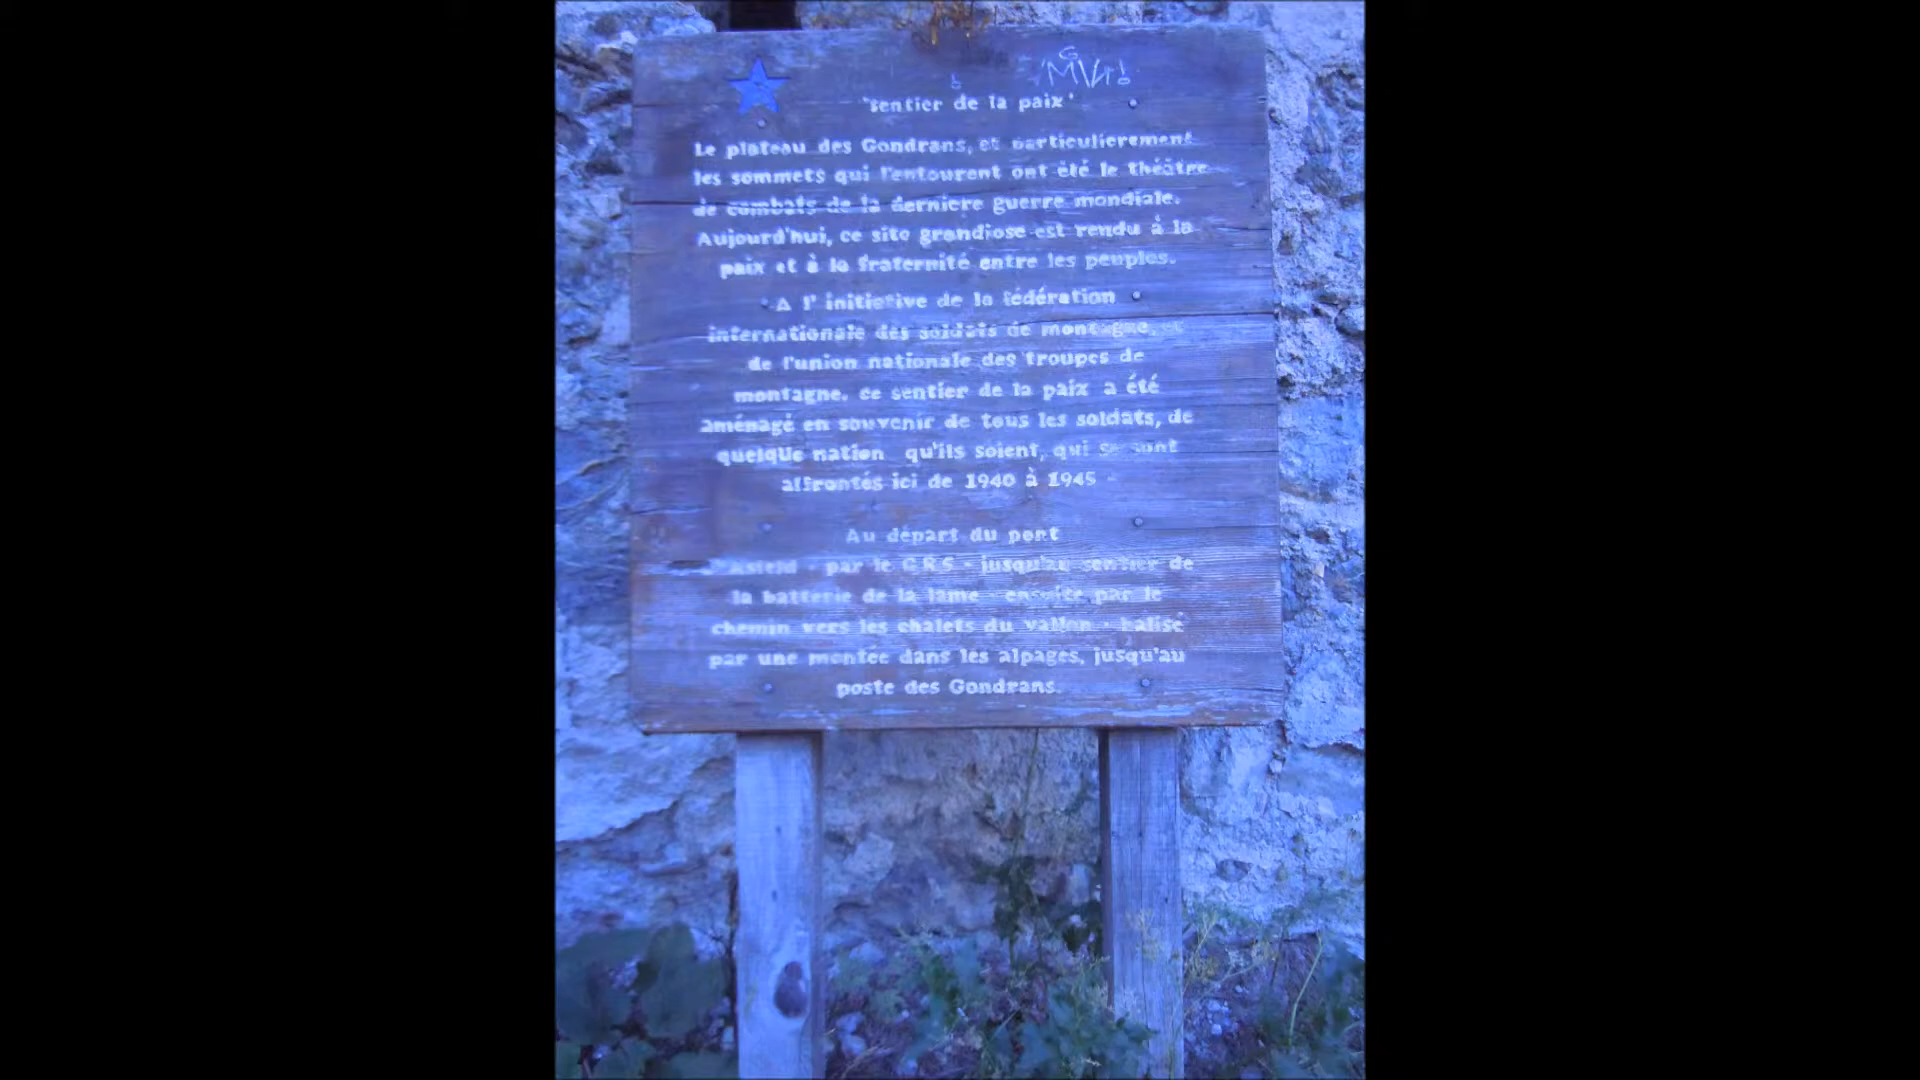 "Sentier de la paix"
Le plateau des Gondrans, et particulierement
les sommets qui l'entourent ont été le théâtre
de combats de la derniere guerre mondiale.
Aujourd'hui, ce site grandiose est rendu à la
paix et à la fraternité entre les peuples.
A l' initiative de la fédération
internationale des soldats de montagne, et
de l'union nationale des troupes de
montagne. ce sentier de la paix a été
aménagé en souvenir de tous les soldats, de
quelque nation qu'ils soient, qui se sont
affrontés ici de 1940 à 1945
Au départ du pont
d'Asfeld - par le GR5 - jusqu'au sentier de
la batterie de la lame - ensuite par le
chemin vers les chalets du vallon - balisé
par une montée dans les alpages, jusqu'au
poste des Gondrans.